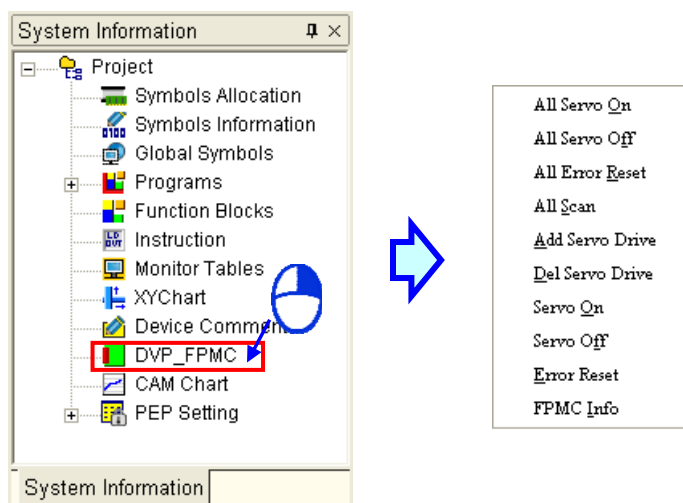 System Information
Project
Symbols Allocation
Symbols Information
Global Symbols
Programs
Function Blocks
Instruction
Monitor Tables
XYChart
Device Commen
DVP_FPMC
CAM Chart
PEP Setting
System Information
All Servo On
All Servo Off
All Error Reset
All Scan
Add Servo Drive
Del Servo Drive
Servo On
Servo Off
Error Reset
FPMC Info